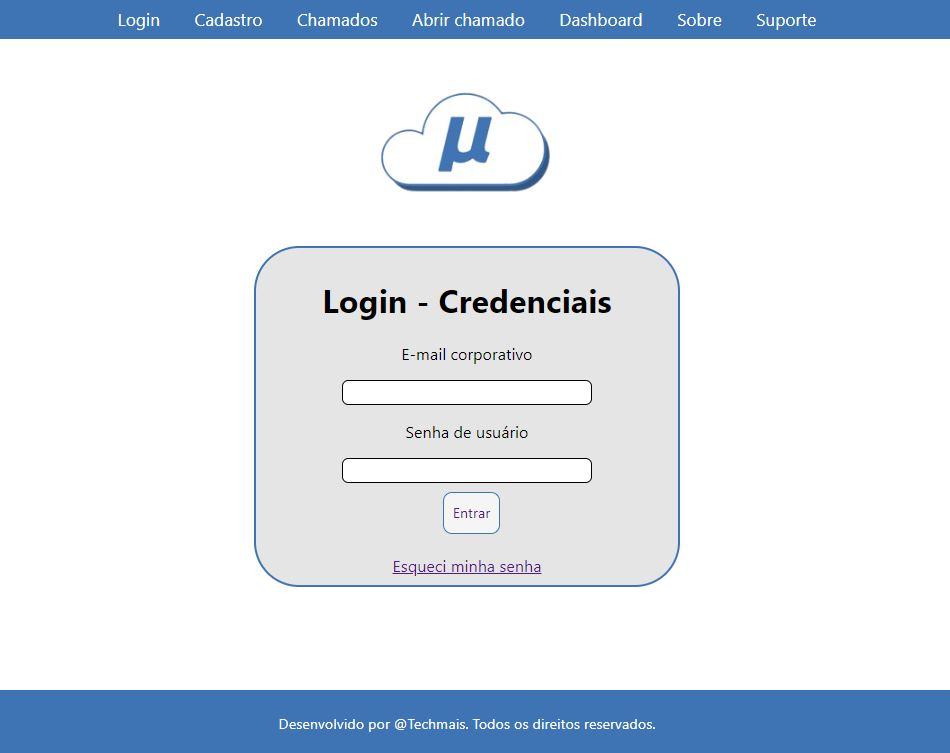 Login Cadastro Chamados Abrir chamado Dashboard Sobre Suporte
µ
Login - Credenciais
E-mail corporativo
Senha de usuário
Entrar
Esqueci minha senha
Desenvolvido por @Techmais. Todos os direitos reservados.